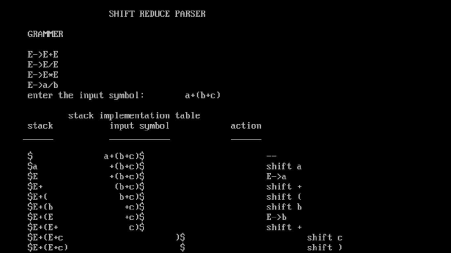 SHIFT REDUCE PARSER
GRAMMER
E->E+E
E->E/E
E->E*E
E->a/b
enter the input symbol: a+(b+c)
stack implementation table
stack input symbol action
$ a+(b+c)$ --
$a +(b+c)$ shift a
$E +(b+c)$ E->a
$E+ (b+c)$ shift +
$E+( b+c)$ shift (
$E+(b +c)$ shift b
$E+(E +c)$ E->b
$E+(E+ c)$ shift +
$E+(E+c )$ shift c
$E+(E+c) $ shift )